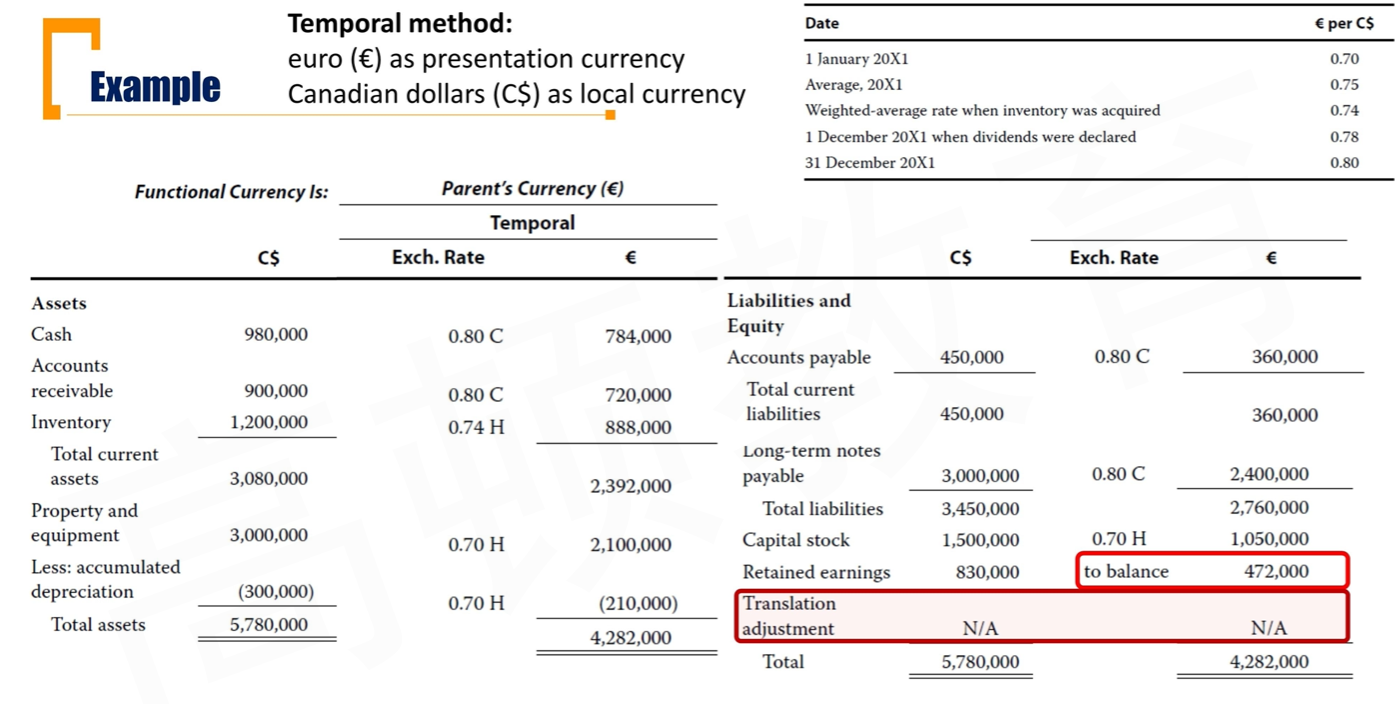 Example
Temporal method:
euro (€) as presentation currency
Canadian dollars (C$) as local currency
Date € per C$
1 January 20X1 0.70
Average, 20X1 0.75
Weighted-average rate when inventory was acquired 0.74
1 December 20X1 when dividends were declared 0.78
31 December 20X1 0.80
Functional Currency Is: Parent's Currency (€)
Temporal
C$ Exch. Rate €
Assets
Cash 980,000 0.80 C 784,000
Accounts
receivable 900,000 0.80 C 720,000
Inventory 1,200,000 0.74 H 888,000
Total current
assets 3,080,000 2,392,000
Property and
equipment 3,000,000 0.70 H 2,100,000
Less: accumulated
depreciation (300,000) 0.70 H (210,000)
Total assets 5,780,000 4,282,000
C$ Exch. Rate €
Liabilities and
Equity
Accounts payable 450,000 0.80 C 360,000
Total current
liabilities 450,000 360,000
Long-term notes
payable 3,000,000 0.80 C 2,400,000
Total liabilities 3,450,000 2,760,000
Capital stock 1,500,000 0.70 H 1,050,000
Retained earnings 830,000 to balance 472,000
Translation
adjustment N/A N/A
Total 5,780,000 4,282,000
高顿教育